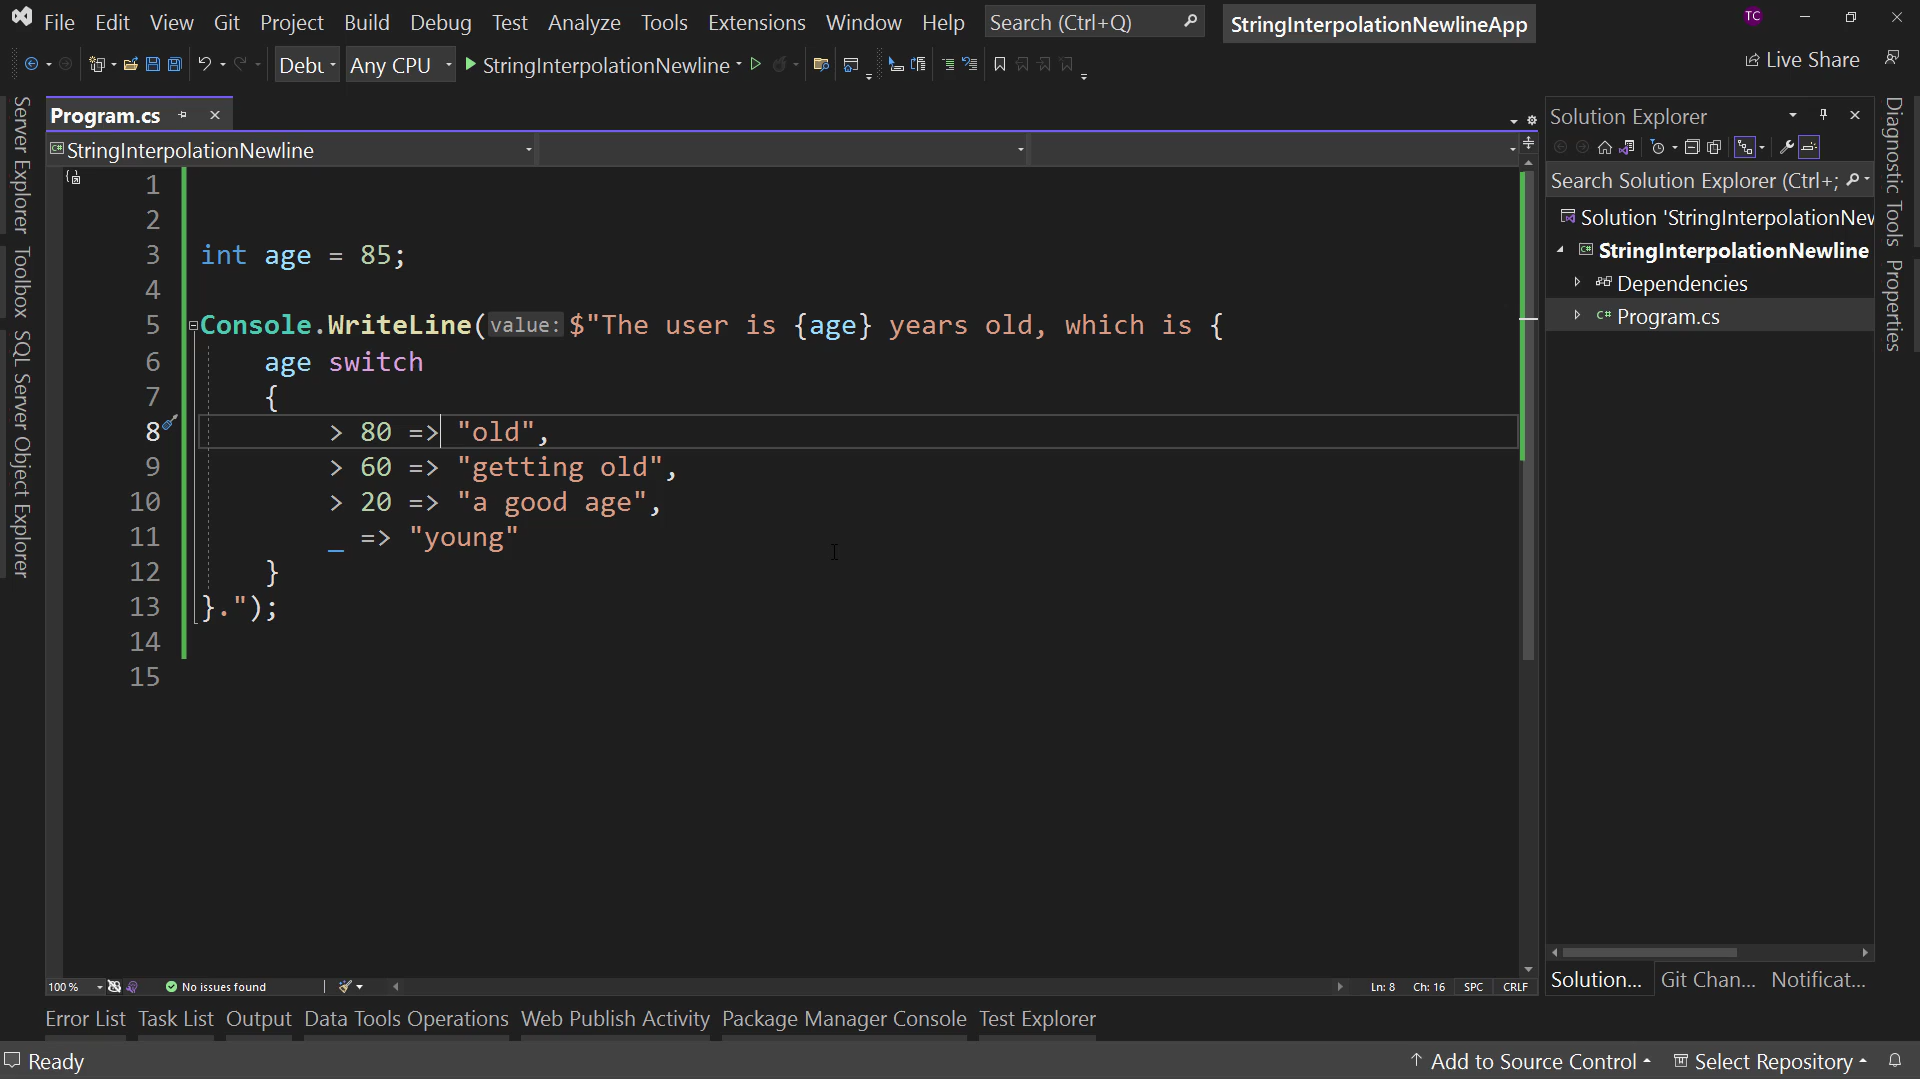 File Edit View Git Project Build Debug Test Analyze Tools Extensions Window Help Search (Ctrl+Q) StringInterpolationNewlineApp TC
Debu Any CPU StringInterpolationNewline Live Share
Server Explorer
Toolbox
SQL Server Object Explorer
Program.cs
StringInterpolationNewline
1
2
3 int age = 85;
4
5 Console.WriteLine(value: $"The user is {age} years old, which is {
6 age switch
7 {
8 > 80 => "old",
9 > 60 => "getting old",
10 > 20 => "a good age",
11 _ => "young"
12 }
13 }.");
14
15
100 % No issues found Ln: 8 Ch: 16 SPC CRLF
Solution Explorer
Search Solution Explorer (Ctrl+;
Solution 'StringInterpolationNew
StringInterpolationNewline
Dependencies
C# Program.cs
Solution... Git Chan... Notificat...
Diagnostic Tools
Properties
Error List Task List Output Data Tools Operations Web Publish Activity Package Manager Console Test Explorer
Ready Add to Source Control Select Repository